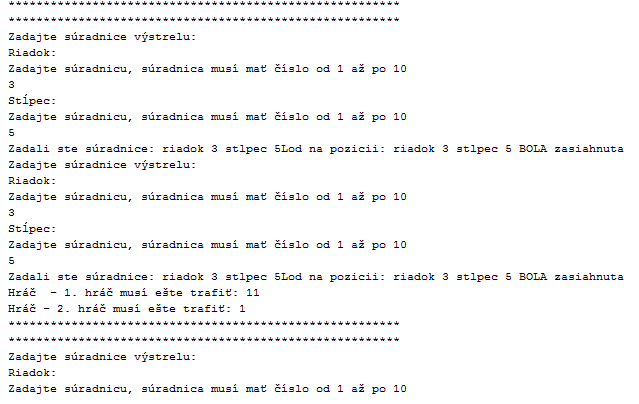 ********************************************************
********************************************************
Zadajte súradnice výstrelu:
Riadok:
Zadajte súradnicu, súradnica musí mať číslo od 1 až po 10
3
Stĺpec:
Zadajte súradnicu, súradnica musí mať číslo od 1 až po 10
5
Zadali ste súradnice: riadok 3 stlpec 5Lod na pozicii: riadok 3 stlpec 5 BOLA zasiahnuta
Zadajte súradnice výstrelu:
Riadok:
Zadajte súradnicu, súradnica musí mať číslo od 1 až po 10
3
Stĺpec:
Zadajte súradnicu, súradnica musí mať číslo od 1 až po 10
5
Zadali ste súradnice: riadok 3 stlpec 5Lod na pozicii: riadok 3 stlpec 5 BOLA zasiahnuta
Hráč  - 1. hráč musí ešte trafiť: 11
Hráč - 2. hráč musí ešte trafiť: 1
********************************************************
********************************************************
Zadajte súradnice výstrelu:
Riadok:
Zadajte súradnicu, súradnica musí mať číslo od 1 až po 10